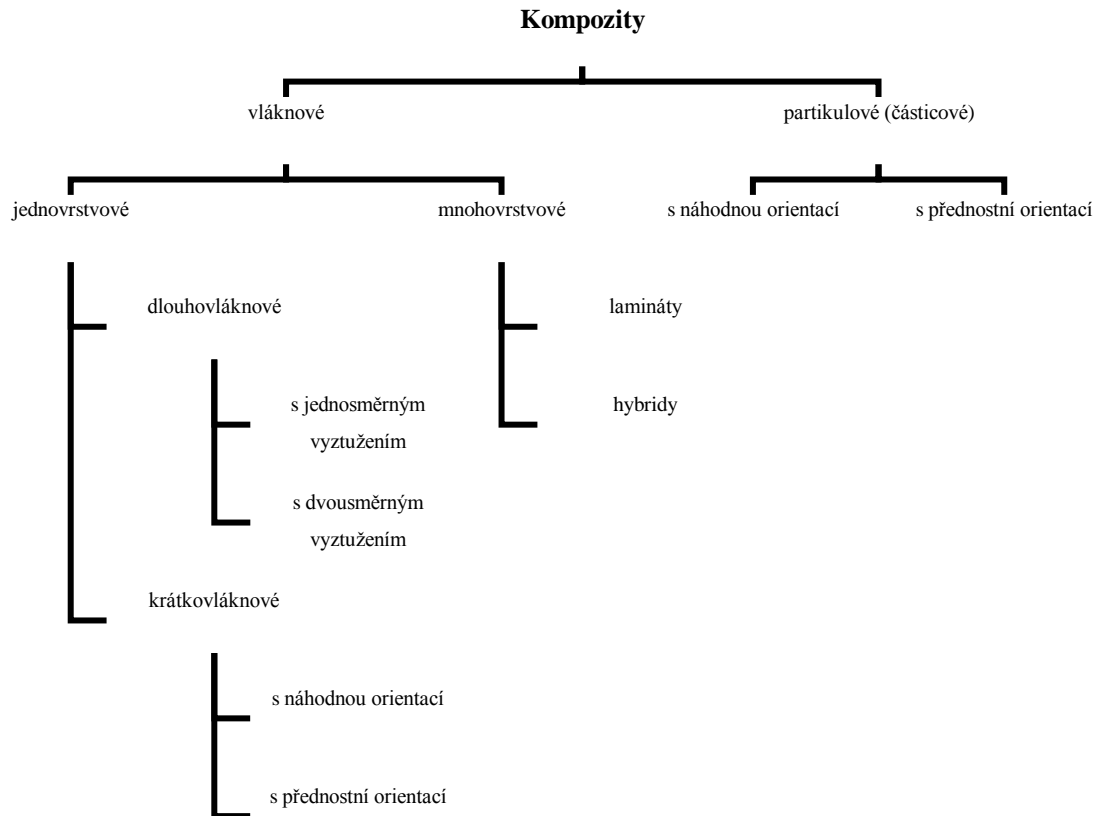 Kompozity
vláknové
partikulové (částicové)
jednovrstvové
mnohovrstvové
s náhodnou orientací
s přednostní orientací
dlouhovláknové
lamináty
s jednosměrným
vyztužením
hybridy
s dvousměrným
vyztužením
krátkovláknové
s náhodnou orientací
s přednostní orientací